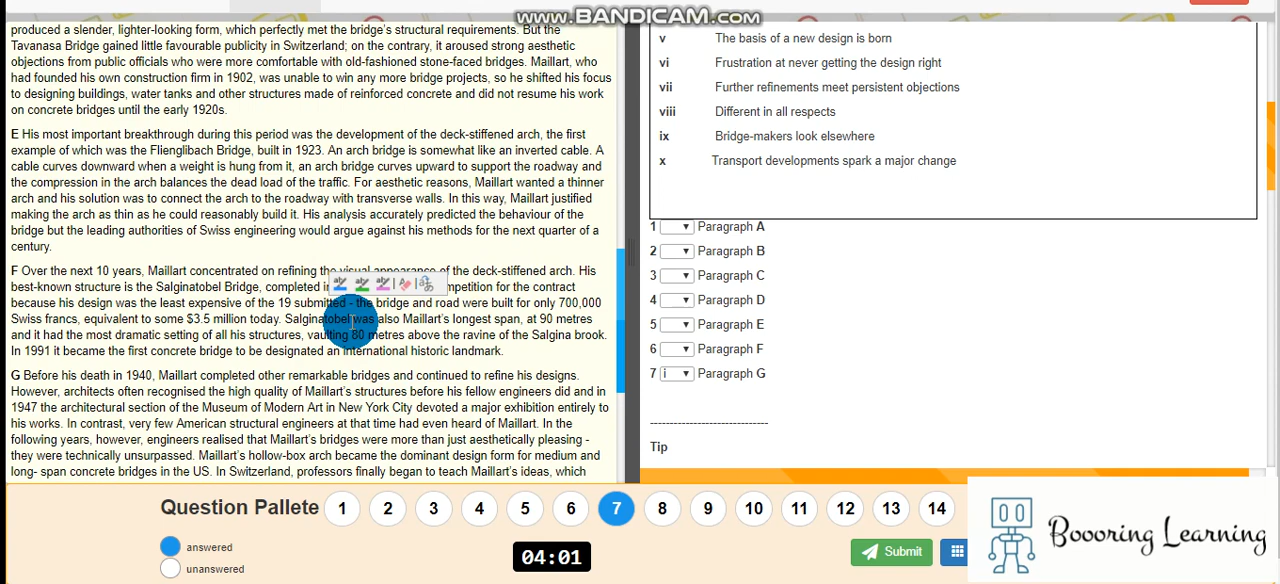 www.BANDICAM.com
produced a slender, lighter-looking form, which perfectly met the bridge's structural requirements. But the
Tavanasa Bridge gained little favourable publicity in Switzerland; on the contrary, it aroused strong aesthetic
objections from public officials who were more comfortable with old-fashioned stone-faced bridges. Maillart, who
had founded his own construction firm in 1902, was unable to win any more bridge projects, so he shifted his focus
to designing buildings, water tanks and other structures made of reinforced concrete and did not resume his work
on concrete bridges until the early 1920s.
E His most important breakthrough during this period was the development of the deck-stiffened arch, the first
example of which was the Flienglibach Bridge, built in 1923. An arch bridge is somewhat like an inverted cable. A
cable curves downward when a weight is hung from it, an arch bridge curves upward to support the roadway and
the compression in the arch balances the dead load of the traffic. For aesthetic reasons, Maillart wanted a thinner
arch and his solution was to connect the arch to the roadway with transverse walls. In this way, Maillart justified
making the arch as thin as he could reasonably build it. His analysis accurately predicted the behaviour of the
bridge but the leading authorities of Swiss engineering would argue against his methods for the next quarter of a
century.
F Over the next 10 years, Maillart concentrated on refining the visual appearance of the deck-stiffened arch. His
best-known structure is the Salginatobel Bridge, completed in mpetition for the contract
because his design was the least expensive of the 19 submitted - the bridge and road were built for only 700,000
Swiss francs, equivalent to some $3.5 million today. Salginatobel was also Maillart's longest span, at 90 metres
and it had the most dramatic setting of all his structures, vaulting 80 metres above the ravine of the Salgina brook.
In 1991 it became the first concrete bridge to be designated an international historic landmark.
G Before his death in 1940, Maillart completed other remarkable bridges and continued to refine his designs.
However, architects often recognised the high quality of Maillart's structures before his fellow engineers did and in
1947 the architectural section of the Museum of Modern Art in New York City devoted a major exhibition entirely to
his works. In contrast, very few American structural engineers at that time had even heard of Maillart. In the
following years, however, engineers realised that Maillart's bridges were more than just aesthetically pleasing -
they were technically unsurpassed. Maillart's hollow-box arch became the dominant design form for medium and
long- span concrete bridges in the US. In Switzerland, professors finally began to teach Maillart's ideas, which
v The basis of a new design is born
vi Frustration at never getting the design right
vii Further refinements meet persistent objections
viii Different in all respects
ix Bridge-makers look elsewhere
x Transport developments spark a major change
1 Paragraph A
2 Paragraph B
3 Paragraph C
4 Paragraph D
5 Paragraph E
6 Paragraph F
7 i Paragraph G
----------------------------
Tip
Question Pallete 1 2 3 4 5 6 7 8 9 10 11 12 13 14
answered
unanswered
04:01
Submit
Boooring Learning